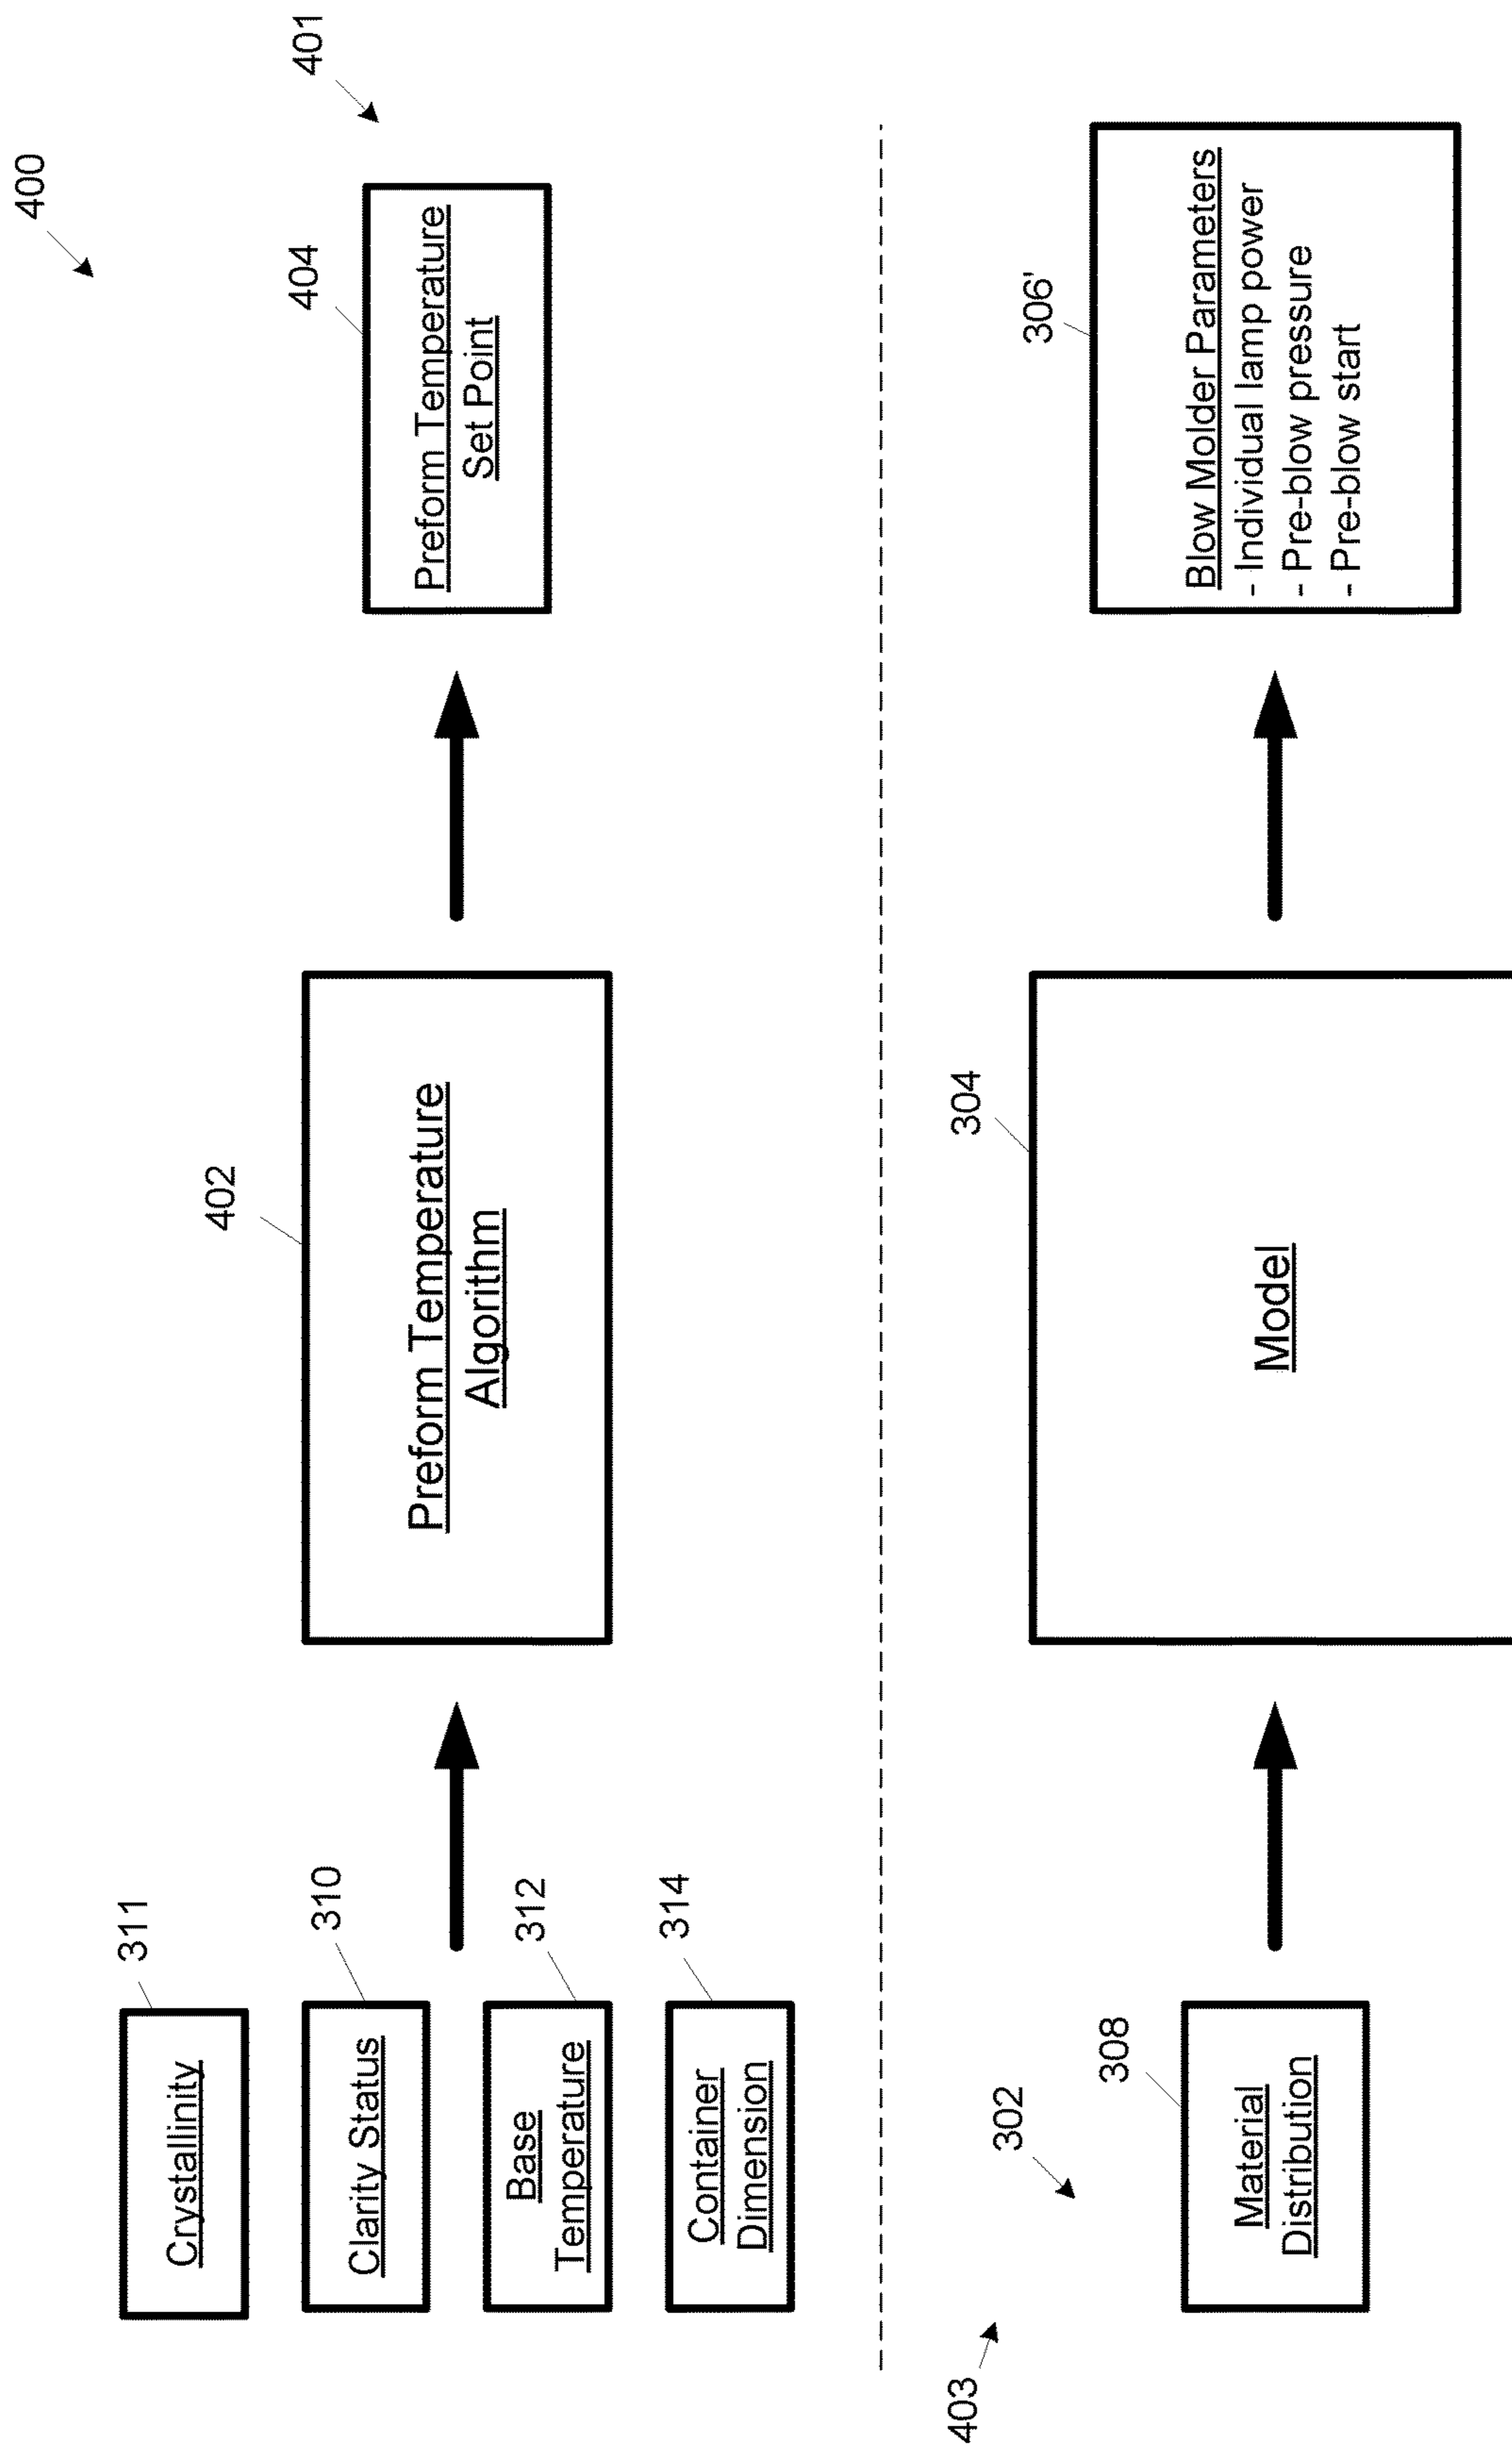 400
401
311
Crystallinity
310
Clarity Status
312
Base
Temperature
314
Container
Dimension
402
Preform Temperature
Algorithm
404
Preform Temperature
Set Point
403
302
308
Material
Distribution
304
Model
306'
Blow Molder Parameters
- Individual lamp power
- Pre-blow pressure
- Pre-blow start